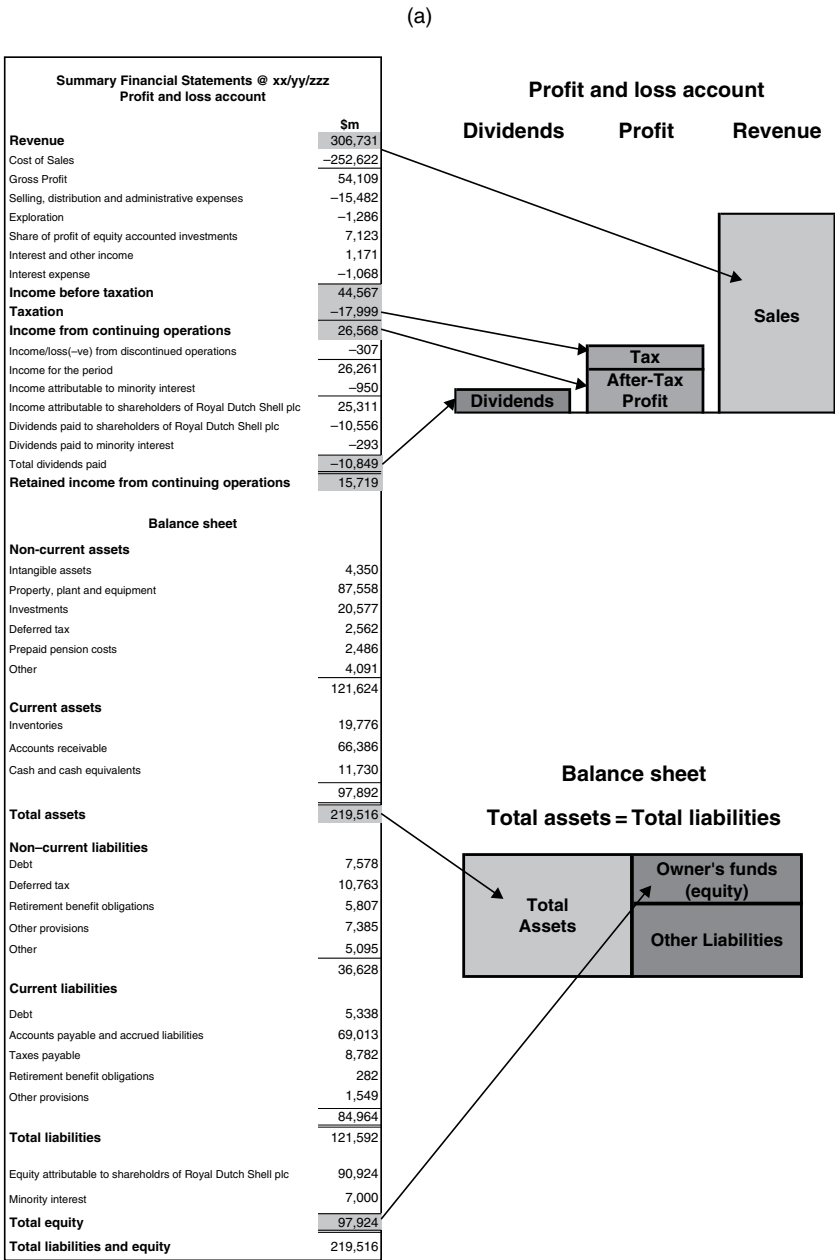 (a)
Summary Financial Statements @ xx/yy/zzz
Profit and loss account
$m
Revenue 306,731
Cost of Sales −252,622
Gross Profit 54,109
Selling, distribution and administrative expenses −15,482
Exploration −1,286
Share of profit of equity accounted investments 7,123
Interest and other income 1,171
Interest expense −1,068
Income before taxation 44,567
Taxation −17,999
Income from continuing operations 26,568
Income/loss(−ve) from discontinued operations −307
Income for the period 26,261
Income attributable to minority interest −950
Income attributable to shareholders of Royal Dutch Shell plc 25,311
Dividends paid to shareholders of Royal Dutch Shell plc −10,556
Dividends paid to minority interest −293
Total dividends paid −10,849
Retained income from continuing operations 15,719
Balance sheet
Non-current assets
Intangible assets 4,350
Property, plant and equipment 87,558
Investments 20,577
Deferred tax 2,562
Prepaid pension costs 2,486
Other 4,091
121,624
Current assets
Inventories 19,776
Accounts receivable 66,386
Cash and cash equivalents 11,730
97,892
Total assets 219,516
Non–current liabilities
Debt 7,578
Deferred tax 10,763
Retirement benefit obligations 5,807
Other provisions 7,385
Other 5,095
36,628
Current liabilities
Debt 5,338
Accounts payable and accrued liabilities 69,013
Taxes payable 8,782
Retirement benefit obligations 282
Other provisions 1,549
84,964
Total liabilities 121,592
Equity attributable to shareholdrs of Royal Dutch Shell plc 90,924
Minority interest 7,000
Total equity 97,924
Total liabilities and equity 219,516
Profit and loss account
Dividends Profit Revenue
Sales
Tax
After-Tax
Profit
Dividends
Balance sheet
Total assets = Total liabilities
Total
Assets
Owner's funds
(equity)
Other Liabilities